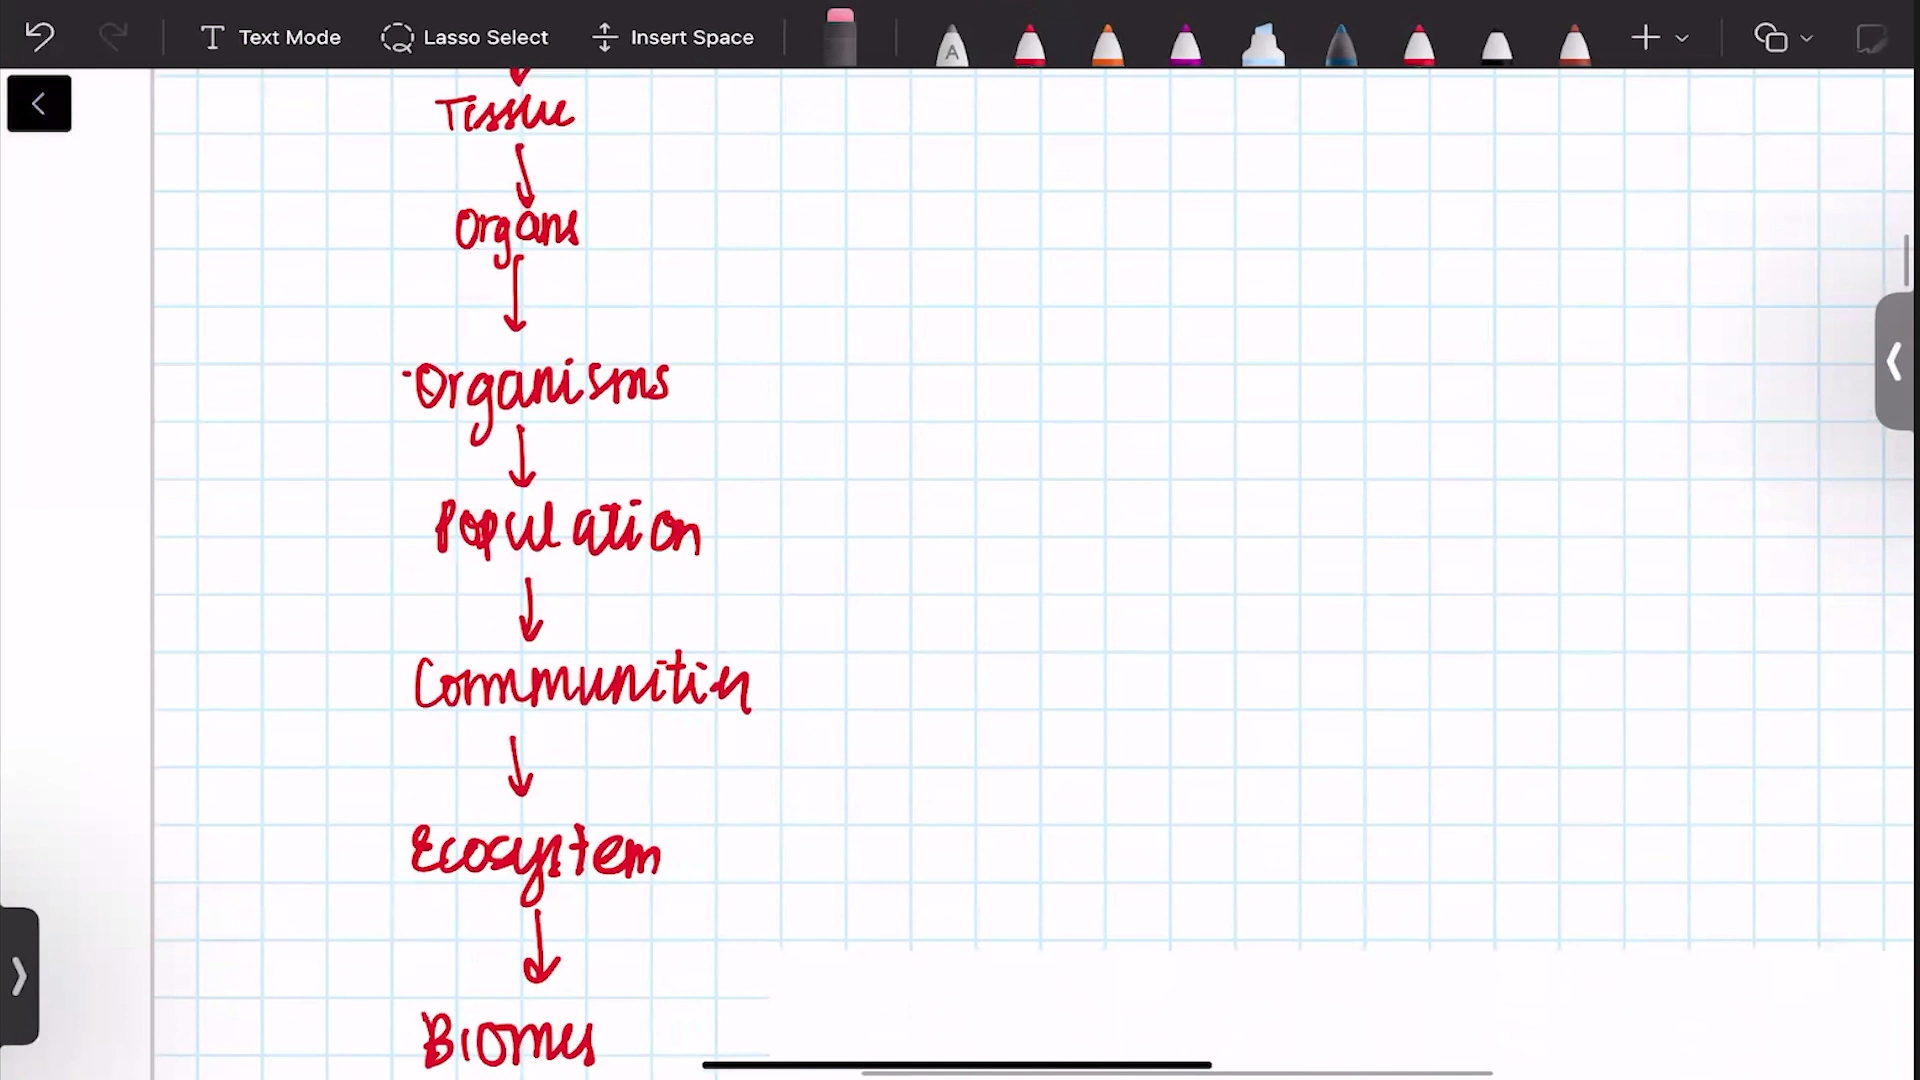 Text Mode Lasso Select Insert Space
A
Tissue
Organs
Organisms
Population
Communities
Ecosystem
Biomes